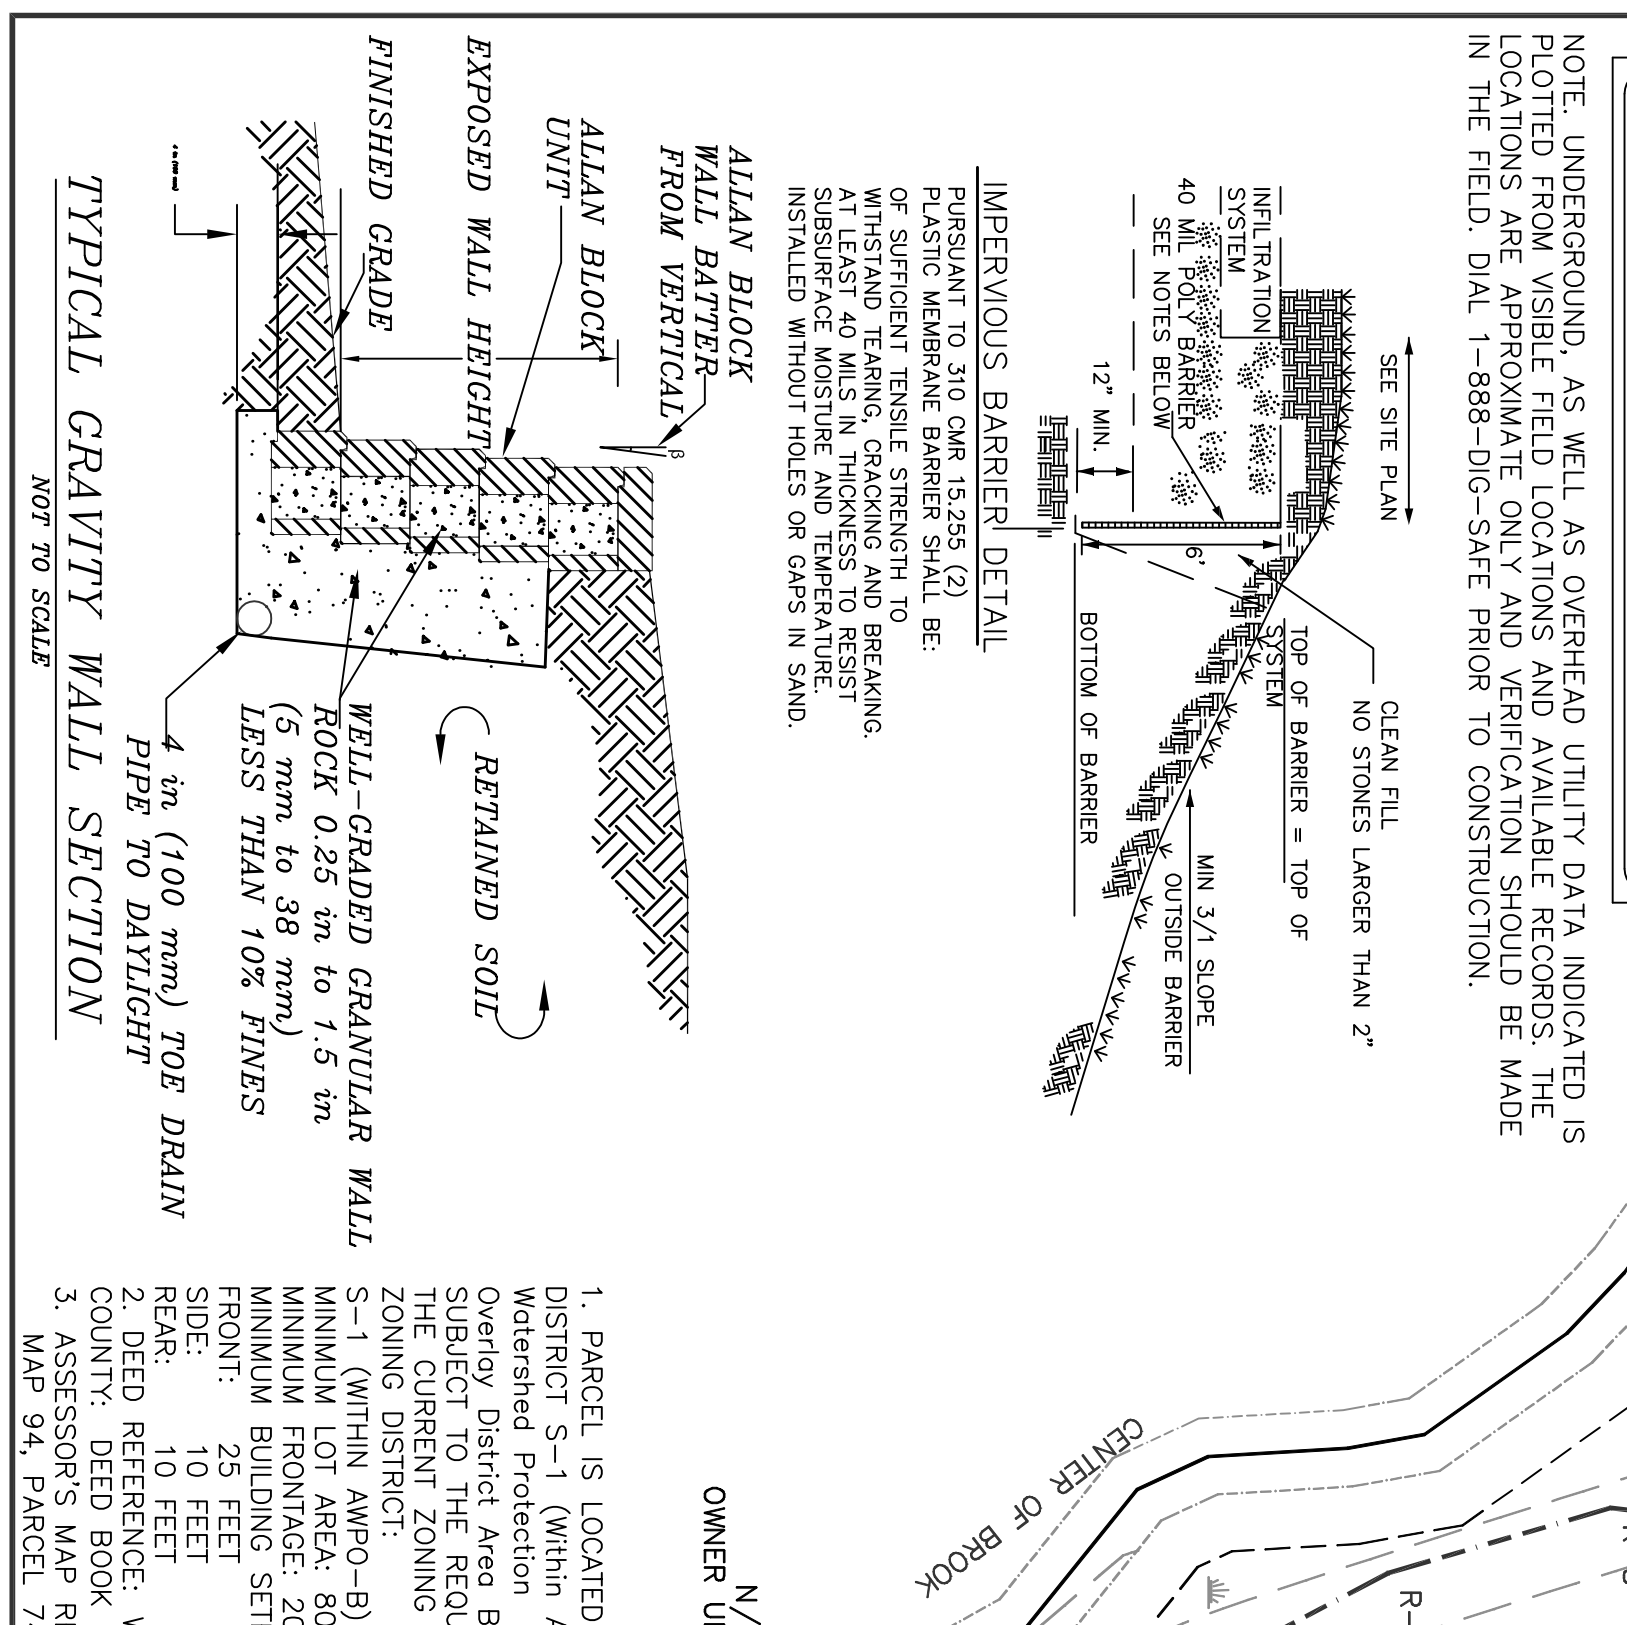 NOTE. UNDERGROUND, AS WELL AS OVERHEAD UTILITY DATA INDICATED IS
PLOTTED FROM VISIBLE FIELD LOCATIONS AND AVAILABLE RECORDS. THE
LOCATIONS ARE APPROXIMATE ONLY AND VERIFICATION SHOULD BE MADE
IN THE FIELD. DIAL 1-888-DIG-SAFE PRIOR TO CONSTRUCTION.
SEE SITE PLAN
CLEAN FILL
NO STONES LARGER THAN 2"
INFILTRATION
SYSTEM
TOP OF BARRIER = TOP OF
SYSTEM
40 MIL POLY BARRIER
SEE NOTES BELOW
6'
MIN 3/1 SLOPE
OUTSIDE BARRIER
12" MIN.
BOTTOM OF BARRIER
IMPERVIOUS BARRIER DETAIL
PURSUANT TO 310 CMR 15.255 (2)
PLASTIC MEMBRANE BARRIER SHALL BE:
OF SUFFICIENT TENSILE STRENGTH TO
WITHSTAND TEARING, CRACKING AND BREAKING.
AT LEAST 40 MILS IN THICKNESS TO RESIST
SUBSURFACE MOISTURE AND TEMPERATURE.
INSTALLED WITHOUT HOLES OR GAPS IN SAND.
ALLAN BLOCK
WALL BATTER
FROM VERTICAL
β
ALLAN BLOCK
UNIT
EXPOSED WALL HEIGHT
FINISHED GRADE
RETAINED SOIL
WELL-GRADED GRANULAR WALL
ROCK 0.25 in to 1.5 in
(5 mm to 38 mm)
LESS THAN 10% FINES
4 in (100 mm) TOE DRAIN
PIPE TO DAYLIGHT
TYPICAL GRAVITY WALL SECTION
NOT TO SCALE
CENTER OF BROOK
R-
N/
OWNER U
1. PARCEL IS LOCATED
DISTRICT S-1 (Within A
Watershed Protection
Overlay District Area B
SUBJECT TO THE REQU
THE CURRENT ZONING
ZONING DISTRICT:
S-1 (WITHIN AWPO-B)
MINIMUM LOT AREA: 80
MINIMUM FRONTAGE: 20
MINIMUM BUILDING SET
FRONT: 25 FEET
SIDE: 10 FEET
REAR: 10 FEET
2. DEED REFERENCE: W
COUNTY: DEED BOOK
3. ASSESSOR'S MAP R
MAP 94, PARCEL 7